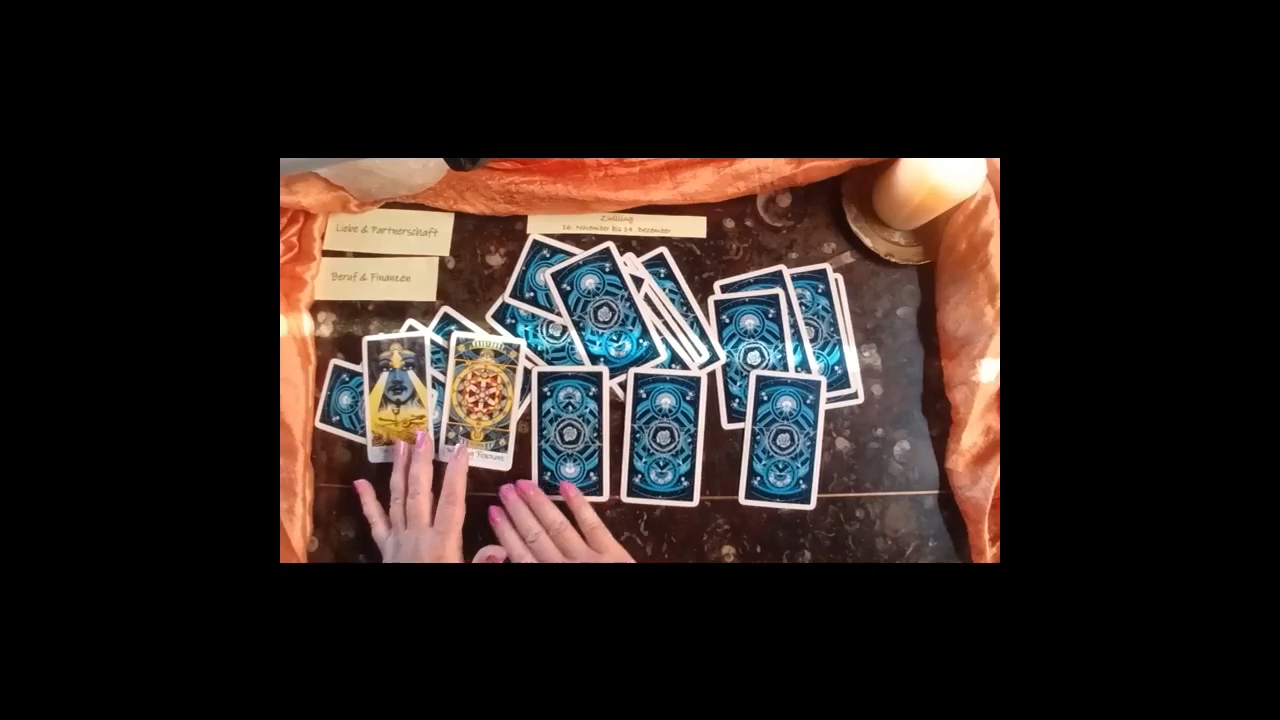 Zwilling
16. November bis 14. Dezember
Liebe & Partnerschaft
Beruf & Finanzen